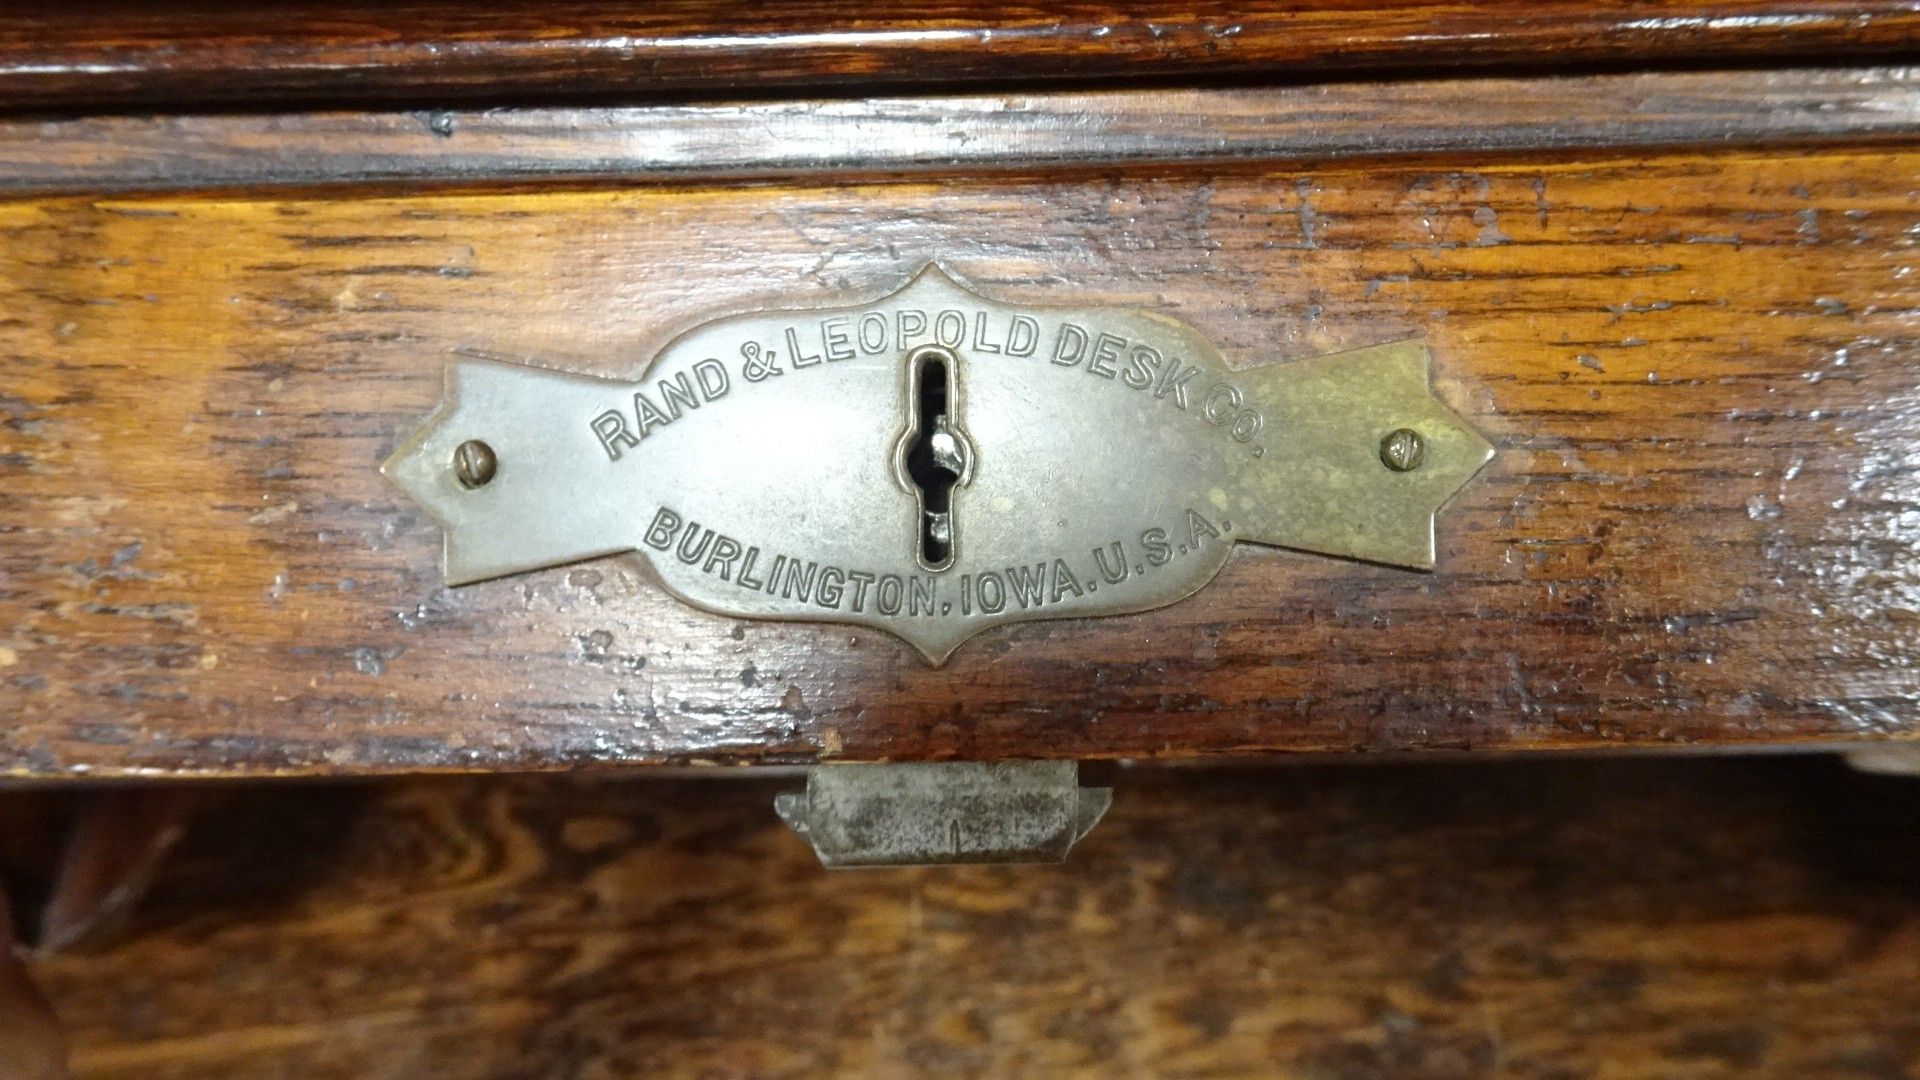 RAND & LEOPOLD DESK Co.
BURLINGTON, IOWA. U.S.A.